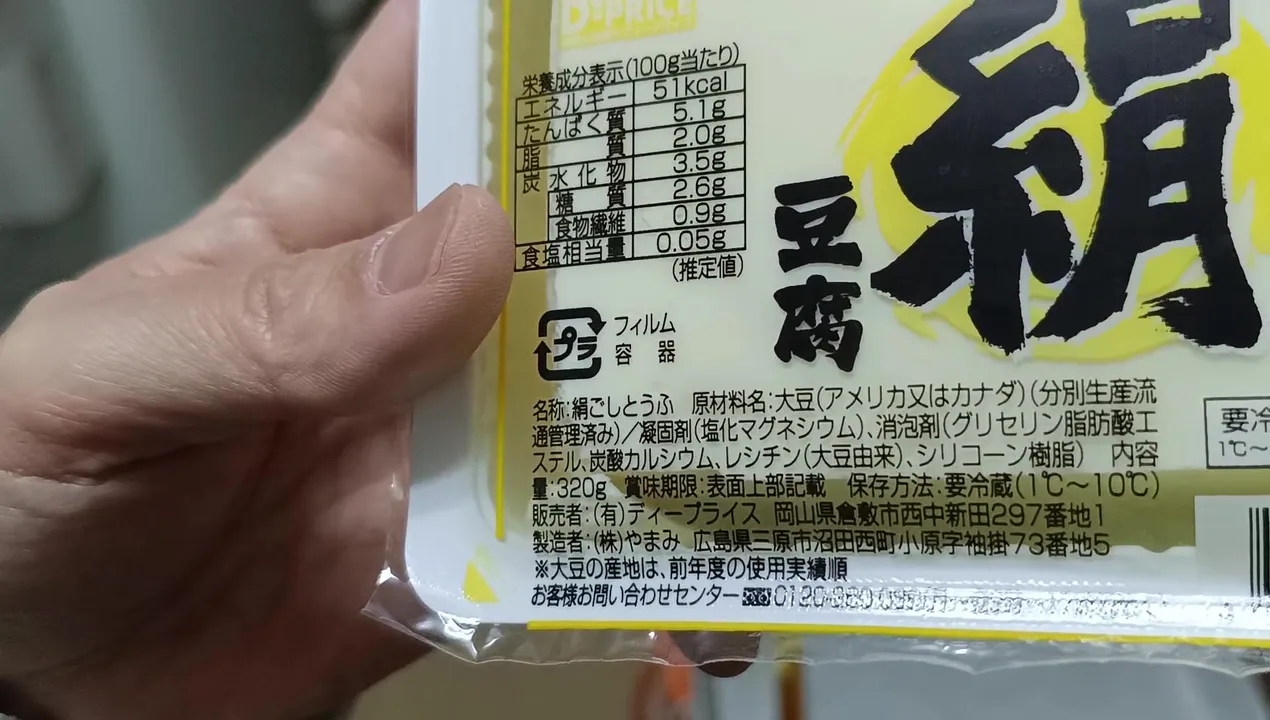 D's PRICE
絹
豆腐
栄養成分表示(100g当たり)
エネルギー 51kcal
たんぱく質 5.1g
脂質 2.0g
炭水化物 3.5g
糖質 2.6g
食物繊維 0.9g
食塩相当量 0.05g
(推定値)
プラ
フィルム
容器
名称:絹ごしとうふ 原材料名:大豆(アメリカ又はカナダ)(分別生産流
通管理済み)/凝固剤(塩化マグネシウム)、消泡剤(グリセリン脂肪酸エ
ステル、炭酸カルシウム、レシチン(大豆由来)、シリコーン樹脂) 内容
量:320g 賞味期限:表面上部記載 保存方法:要冷蔵(1℃~10℃)
販売者:(有)ディープライス 岡山県倉敷市西中新田297番地1
製造者:(株)やまみ 広島県三原市沼田西町小原字袖掛73番地5
※大豆の産地は、前年度の使用実績順
お客様お問い合わせセンター 0120
要冷
1℃~